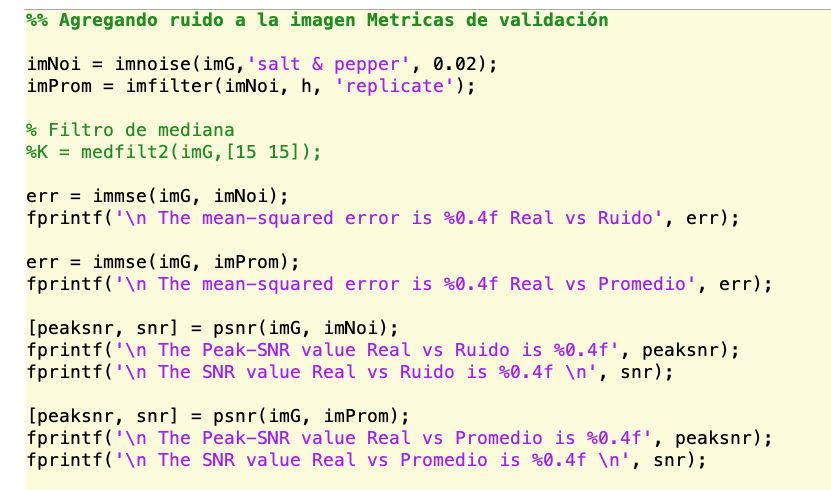 %% Agregando ruido a la imagen Metricas de validación
imNoi = imnoise(imG,'salt & pepper', 0.02);
imProm = imfilter(imNoi, h, 'replicate');
% Filtro de mediana
%K = medfilt2(imG,[15 15]);
err = immse(imG, imNoi);
fprintf('\n The mean-squared error is %0.4f Real vs Ruido', err);
err = immse(imG, imProm);
fprintf('\n The mean-squared error is %0.4f Real vs Promedio', err);
[peaksnr, snr] = psnr(imG, imNoi);
fprintf('\n The Peak-SNR value Real vs Ruido is %0.4f', peaksnr);
fprintf('\n The SNR value Real vs Ruido is %0.4f \n', snr);
[peaksnr, snr] = psnr(imG, imProm);
fprintf('\n The Peak-SNR value Real vs Promedio is %0.4f', peaksnr);
fprintf('\n The SNR value Real vs Promedio is %0.4f \n', snr);